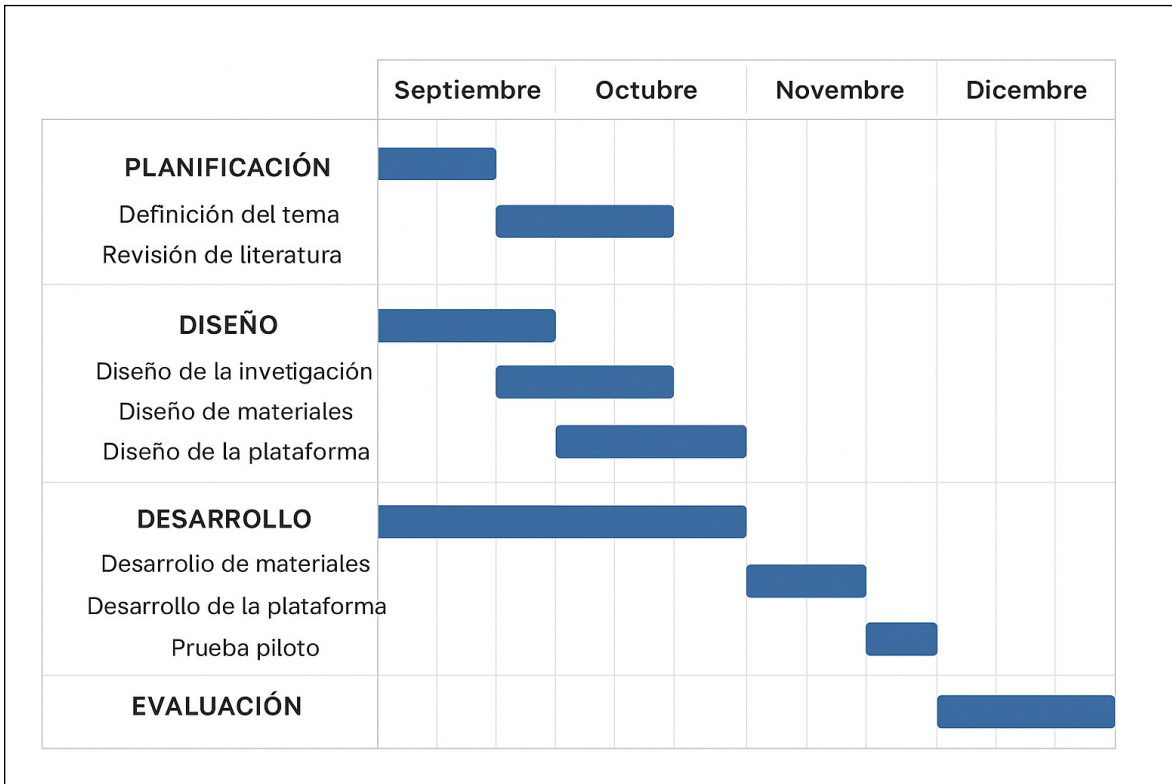 Septiembre Octubre Novembre Dicembre
PLANIFICACIÓN
Definición del tema
Revisión de literatura
DISEÑO
Diseño de la invetigación
Diseño de materiales
Diseño de la plataforma
DESARROLLO
Desarrolio de materiales
Desarrollo de la plataforma
Prueba piloto
EVALUACIÓN